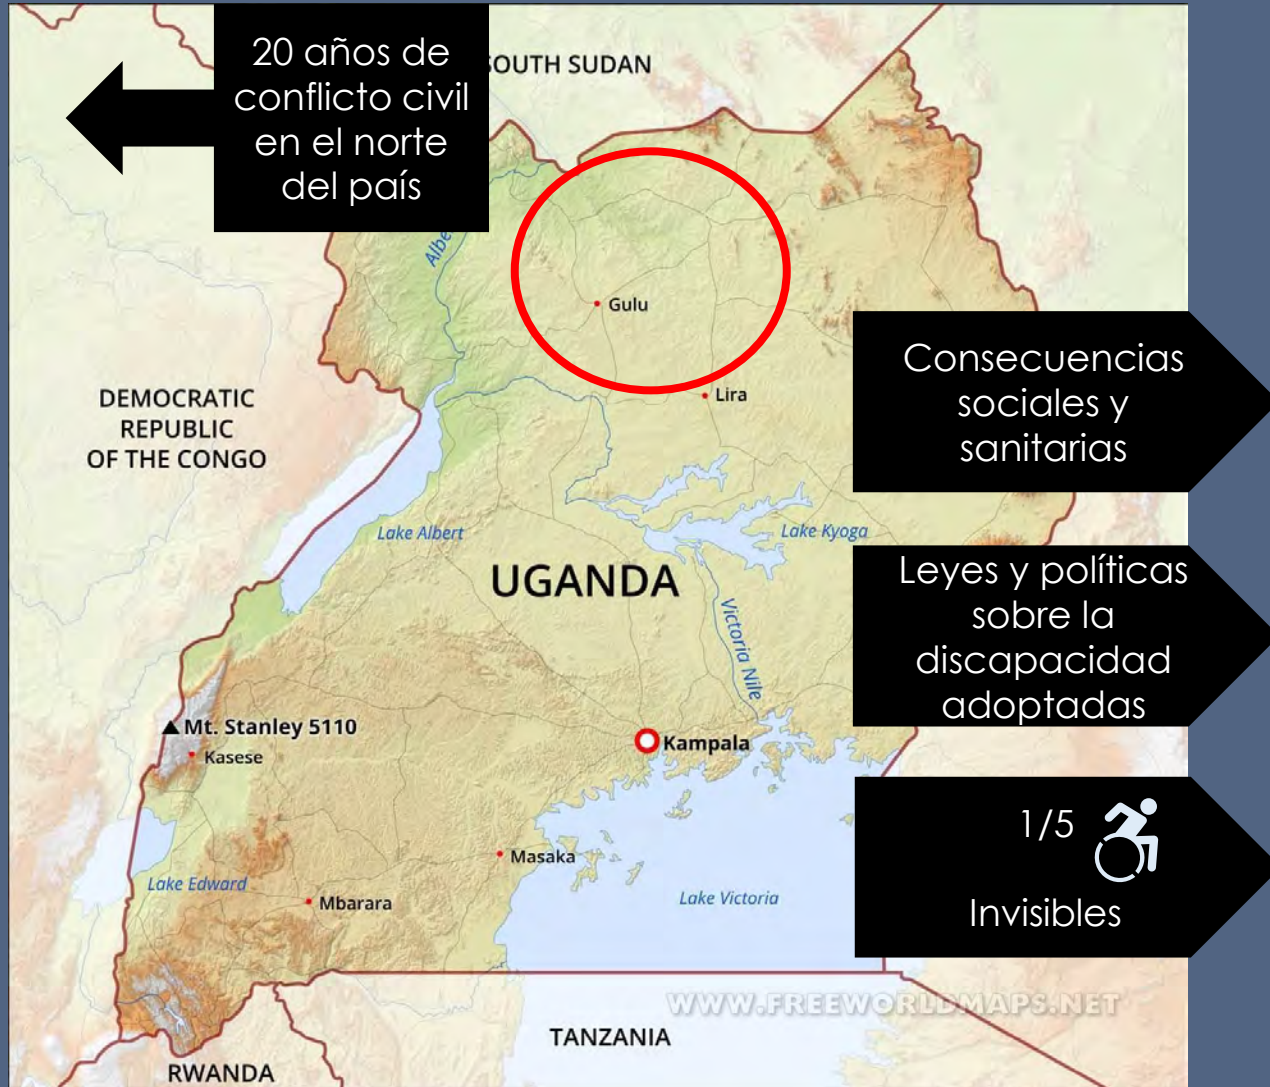 20 años de
conflicto civil
en el norte
del país
SOUTH SUDAN
Gulu
Lira
Consecuencias
sociales y
sanitarias
DEMOCRATIC
REPUBLIC
OF THE CONGO
Lake Albert
Lake Kyoga
UGANDA
Victoria Nile
Leyes y políticas
sobre la
discapacidad
adoptadas
Mt. Stanley 5110
Kasese
Kampala
1/5
Invisibles
Masaka
Lake Edward
Mbarara
Lake Victoria
WWW.FREEWORLDMAPS.NET
TANZANIA
RWANDA